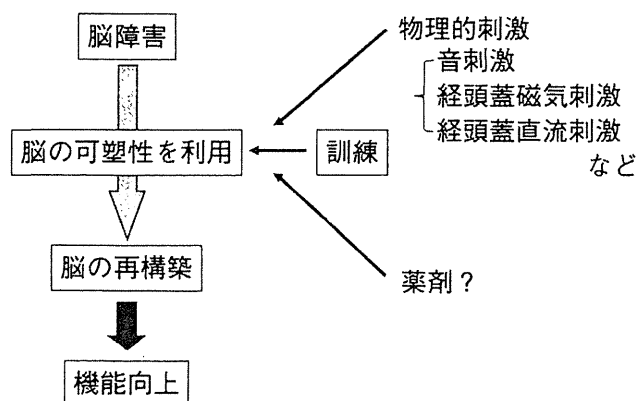 脳障害
物理的刺激
音刺激
経頭蓋磁気刺激
経頭蓋直流刺激
など
脳の可塑性を利用
訓練
脳の再構築
薬剤？
機能向上